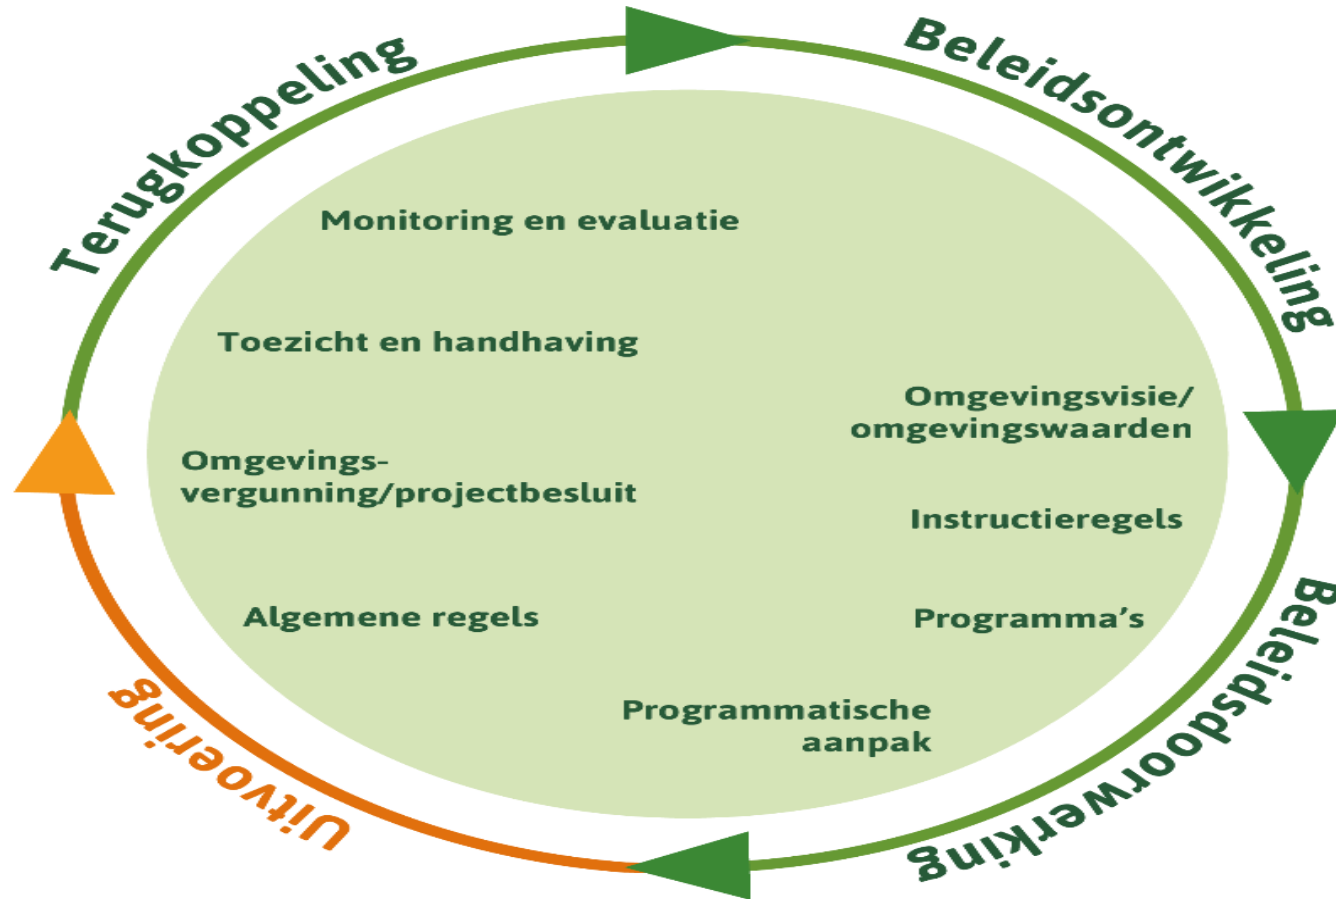 Terugkoppeling
Beleidsontwikkeling
Monitoring en evaluatie
Toezicht en handhaving
Omgevingsvisie/
omgevingswaarden
Omgevings-
vergunning/projectbesluit
Instructieregels
Algemene regels
Programma’s
Programmatische
aanpak
Beleidsdoorwerking
Uitvoering